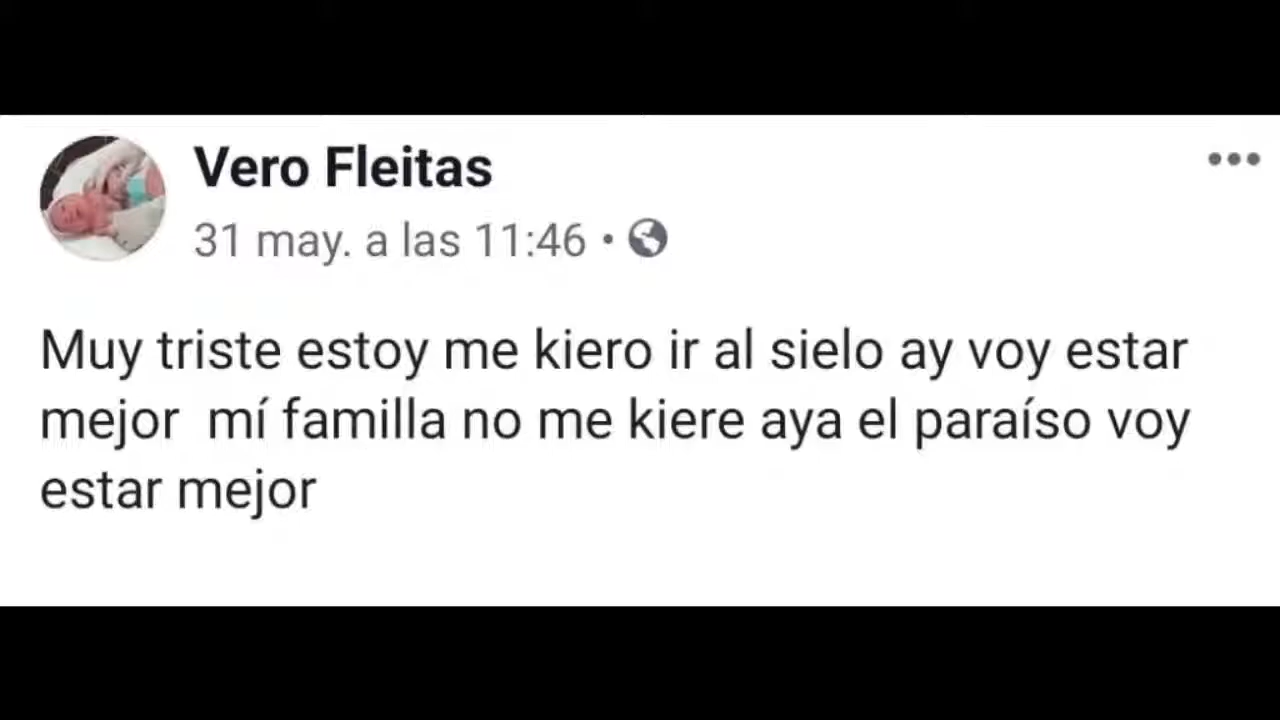 Vero Fleitas
31 may. a las 11:46 •
Muy triste estoy me kiero ir al sielo ay voy estar
mejor mí familla no me kiere aya el paraíso voy
estar mejor